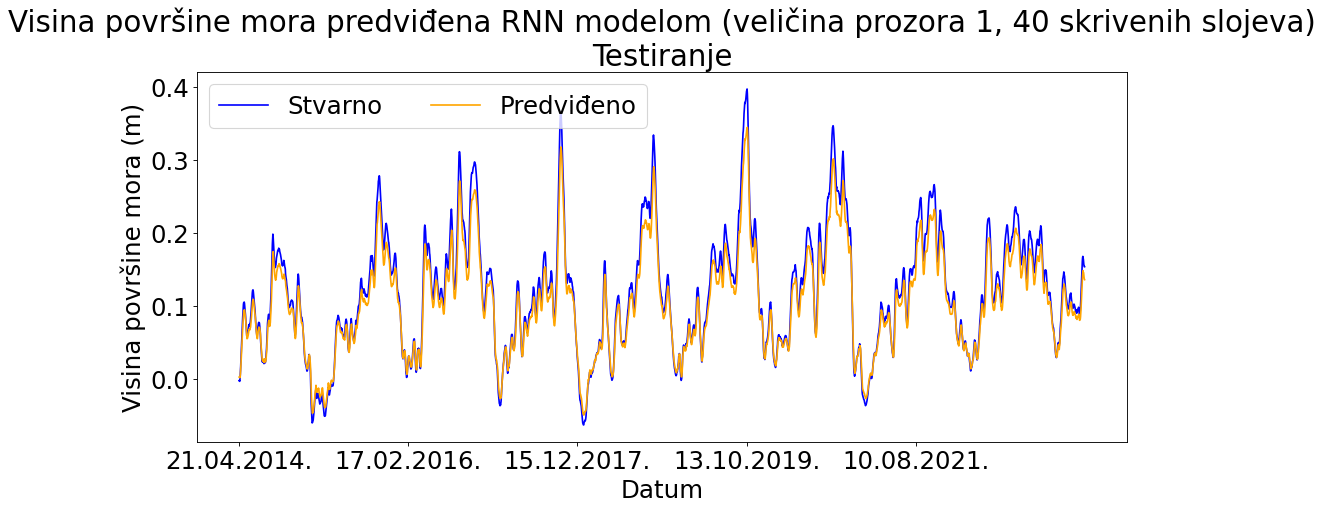 Visina površine mora predviđena RNN modelom (veličina prozora 1, 40 skrivenih slojeva)
Testiranje
Stvarno
Predviđeno
Visina površine mora (m)
0.4
0.3
0.2
0.1
0.0
21.04.2014.
17.02.2016.
15.12.2017.
13.10.2019.
10.08.2021.
Datum